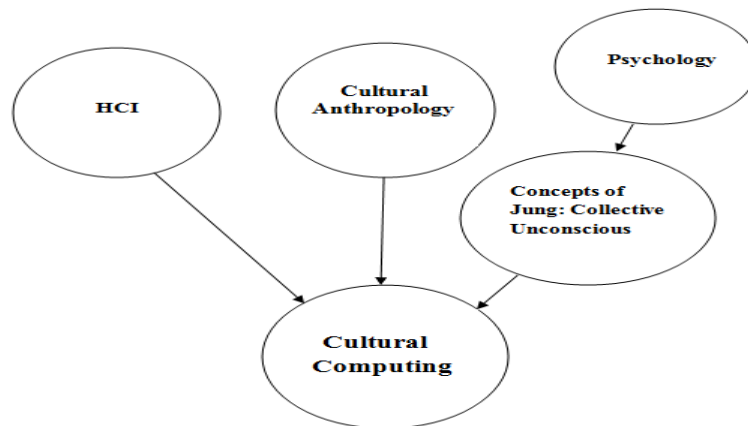 HCI
Cultural
Anthropology
Psychology
Concepts of
Jung: Collective
Unconscious
Cultural
Computing